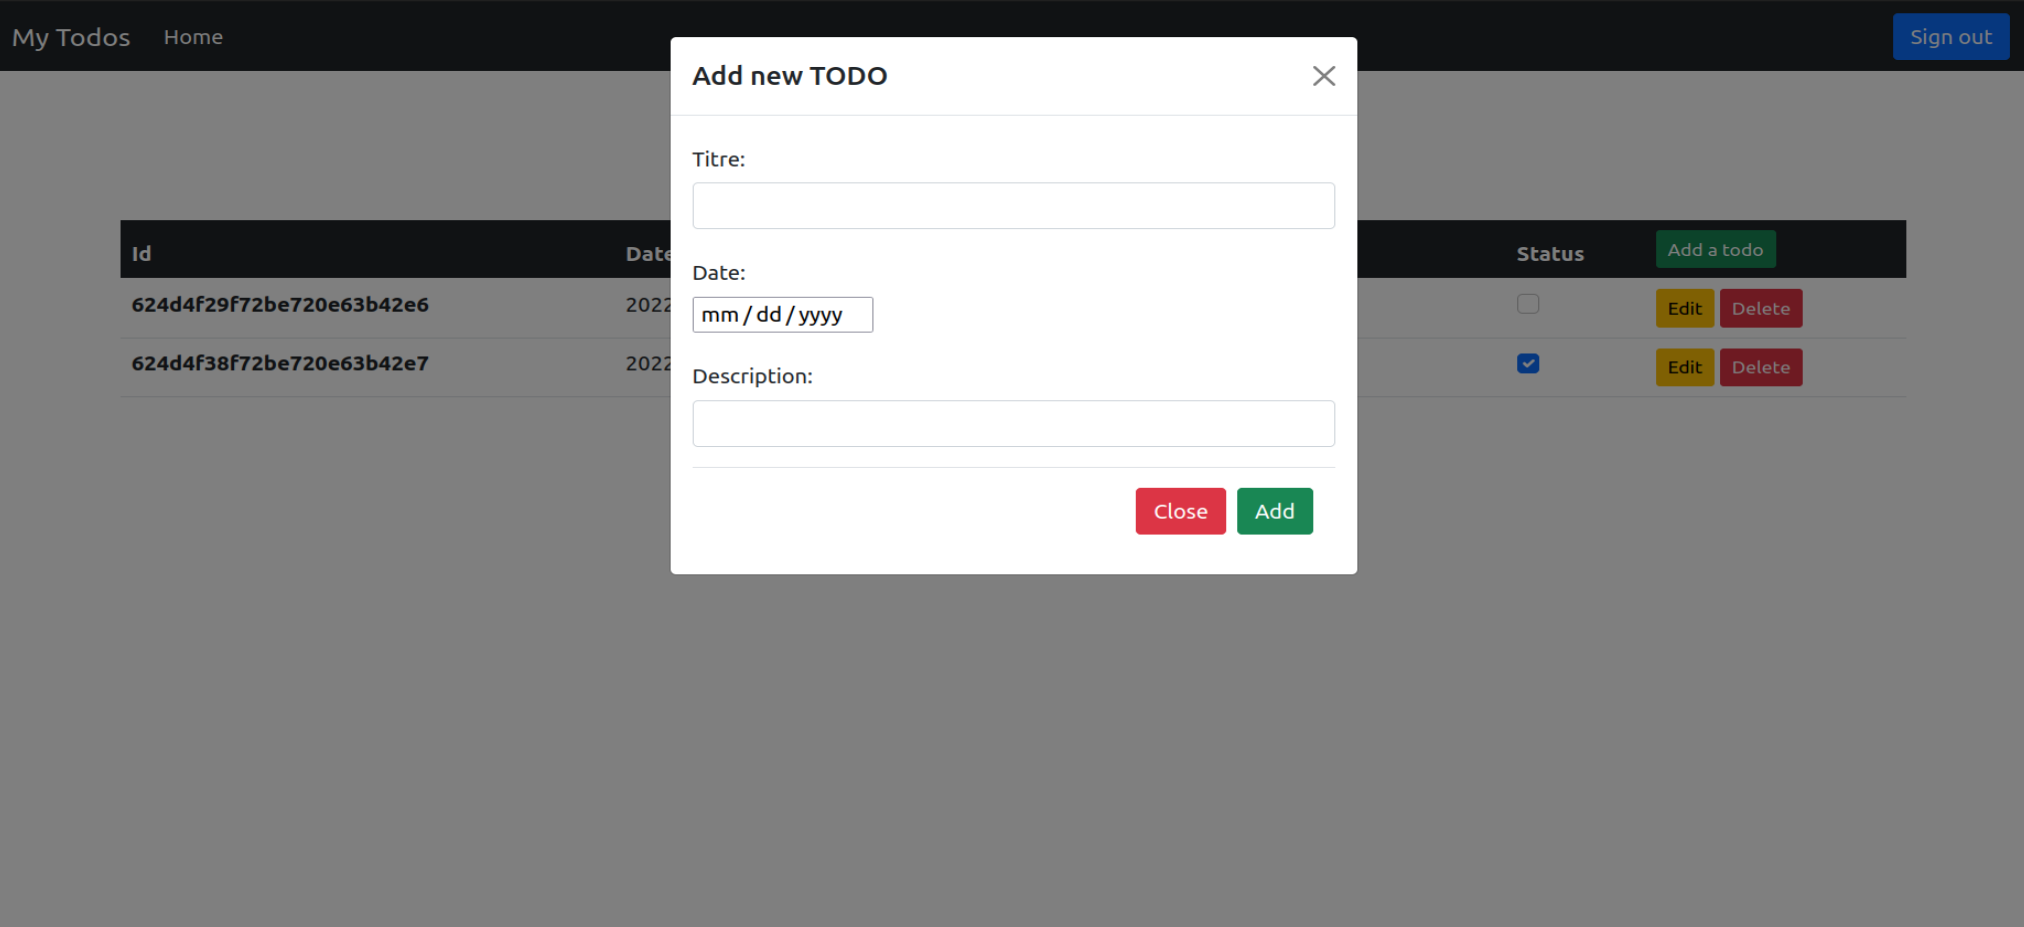 My Todos Home Sign out
Add new TODO
Titre:
Date:
mm / dd / yyyy
Description:
Close Add
Id Date Status Add a todo
624d4f29f72be720e63b42e6 2022 Edit Delete
624d4f38f72be720e63b42e7 2022 Edit Delete